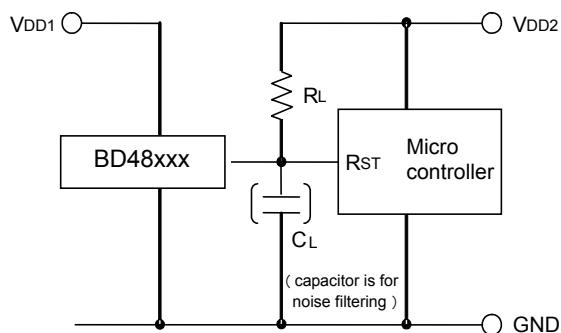 VDD1
VDD2
RL
BD48xxx
RST
Micro
controller
CL
( capacitor is for
noise filtering )
GND